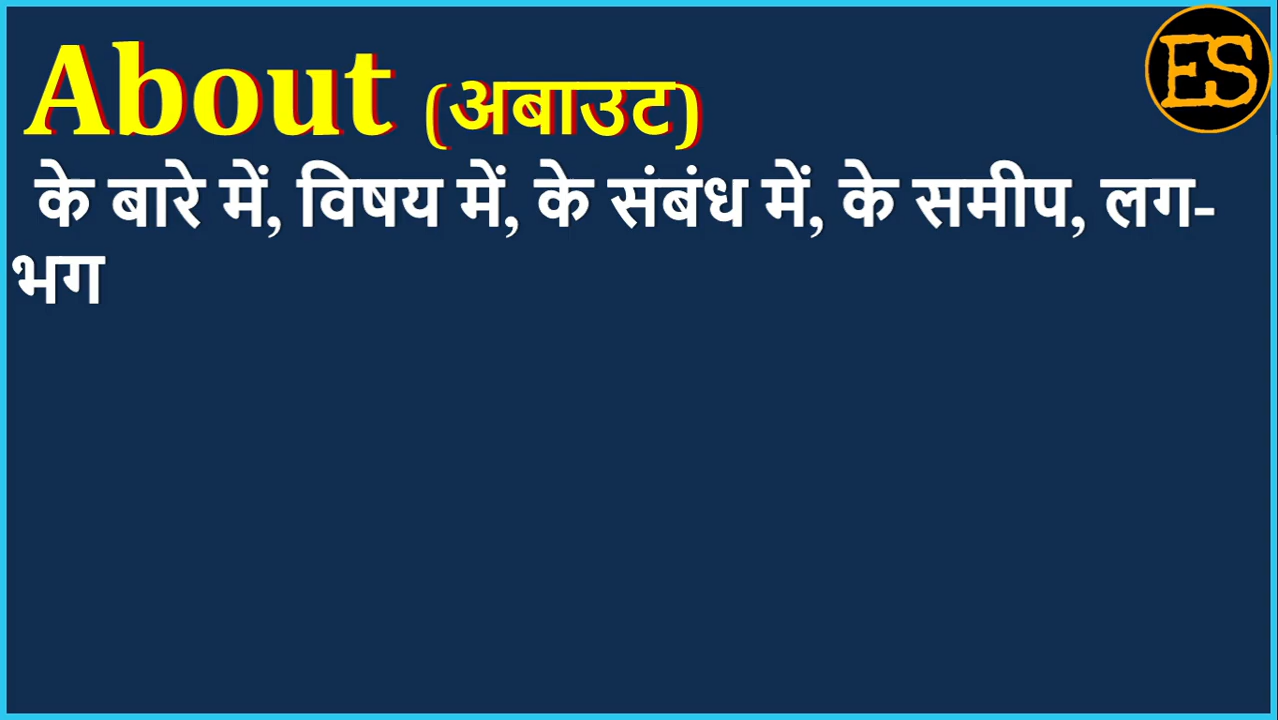 ES
About (अबाउट)
के बारे में, विषय में, के संबंध में, के समीप, लग-
भग